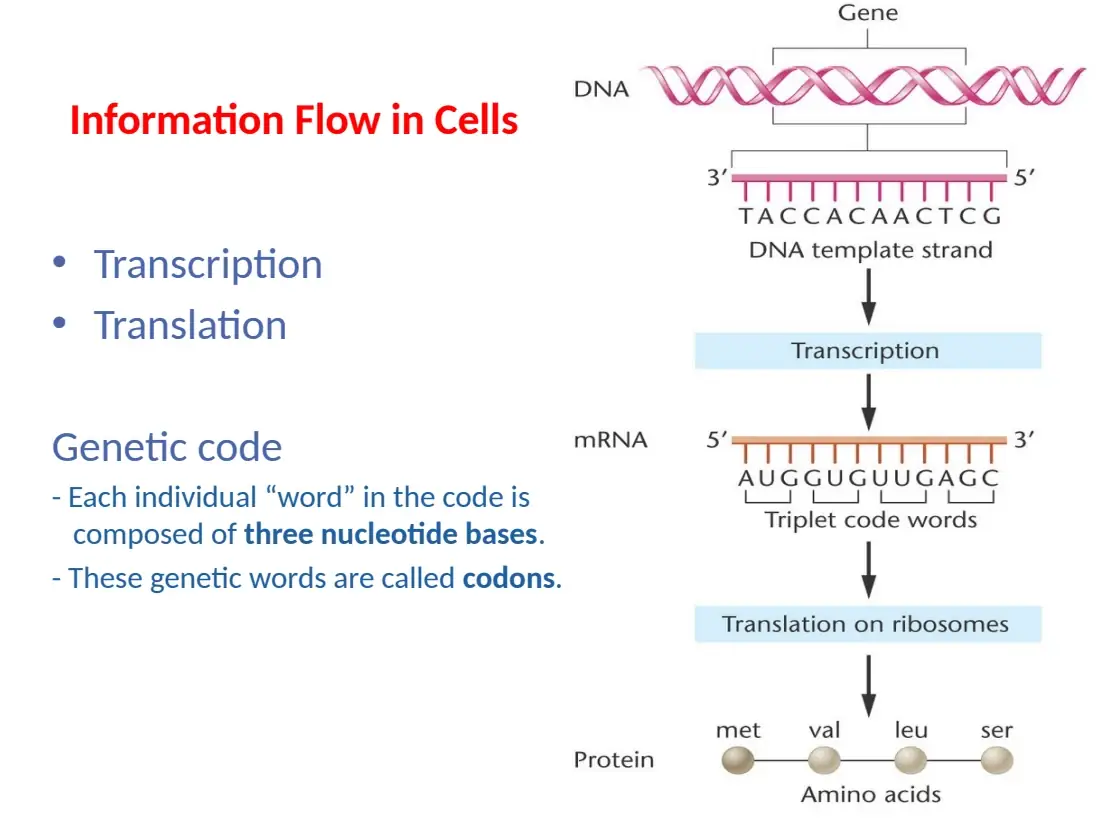 Information Flow in Cells
• Transcription
• Translation
Genetic code
- Each individual “word” in the code is
composed of three nucleotide bases.
- These genetic words are called codons.
Gene
DNA
3′ 5′
T A C C A C A A C T C G
DNA template strand
Transcription
mRNA 5′ 3′
A U G G U G U U G A G C
Triplet code words
Translation on ribosomes
met val leu ser
Protein
Amino acids